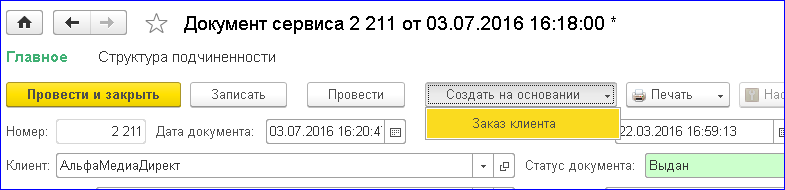 Документ сервиса 2 211 от 03.07.2016 16:18:00 *
Главное Структура подчиненности
Провести и закрыть Записать Провести Создать на основании Печать Нас
Заказ клиента
Номер: 2 211 Дата документа: 03.07.2016 16:20:4 22.03.2016 16:59:13
Клиент: АльфаМедиаДирект Статус документа: Выдан